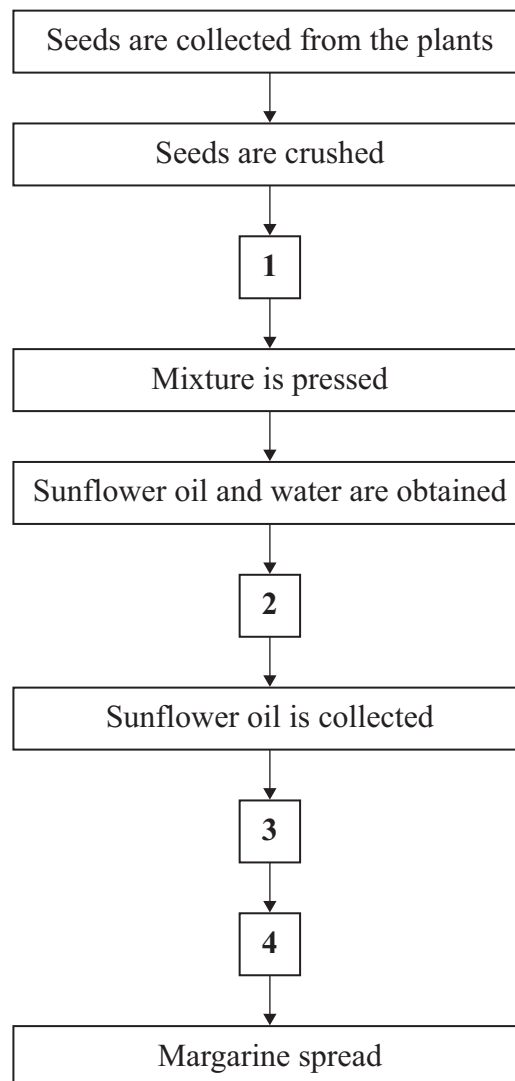 Seeds are collected from the plants
Seeds are crushed
1
Mixture is pressed
Sunflower oil and water are obtained
2
Sunflower oil is collected
3
4
Margarine spread